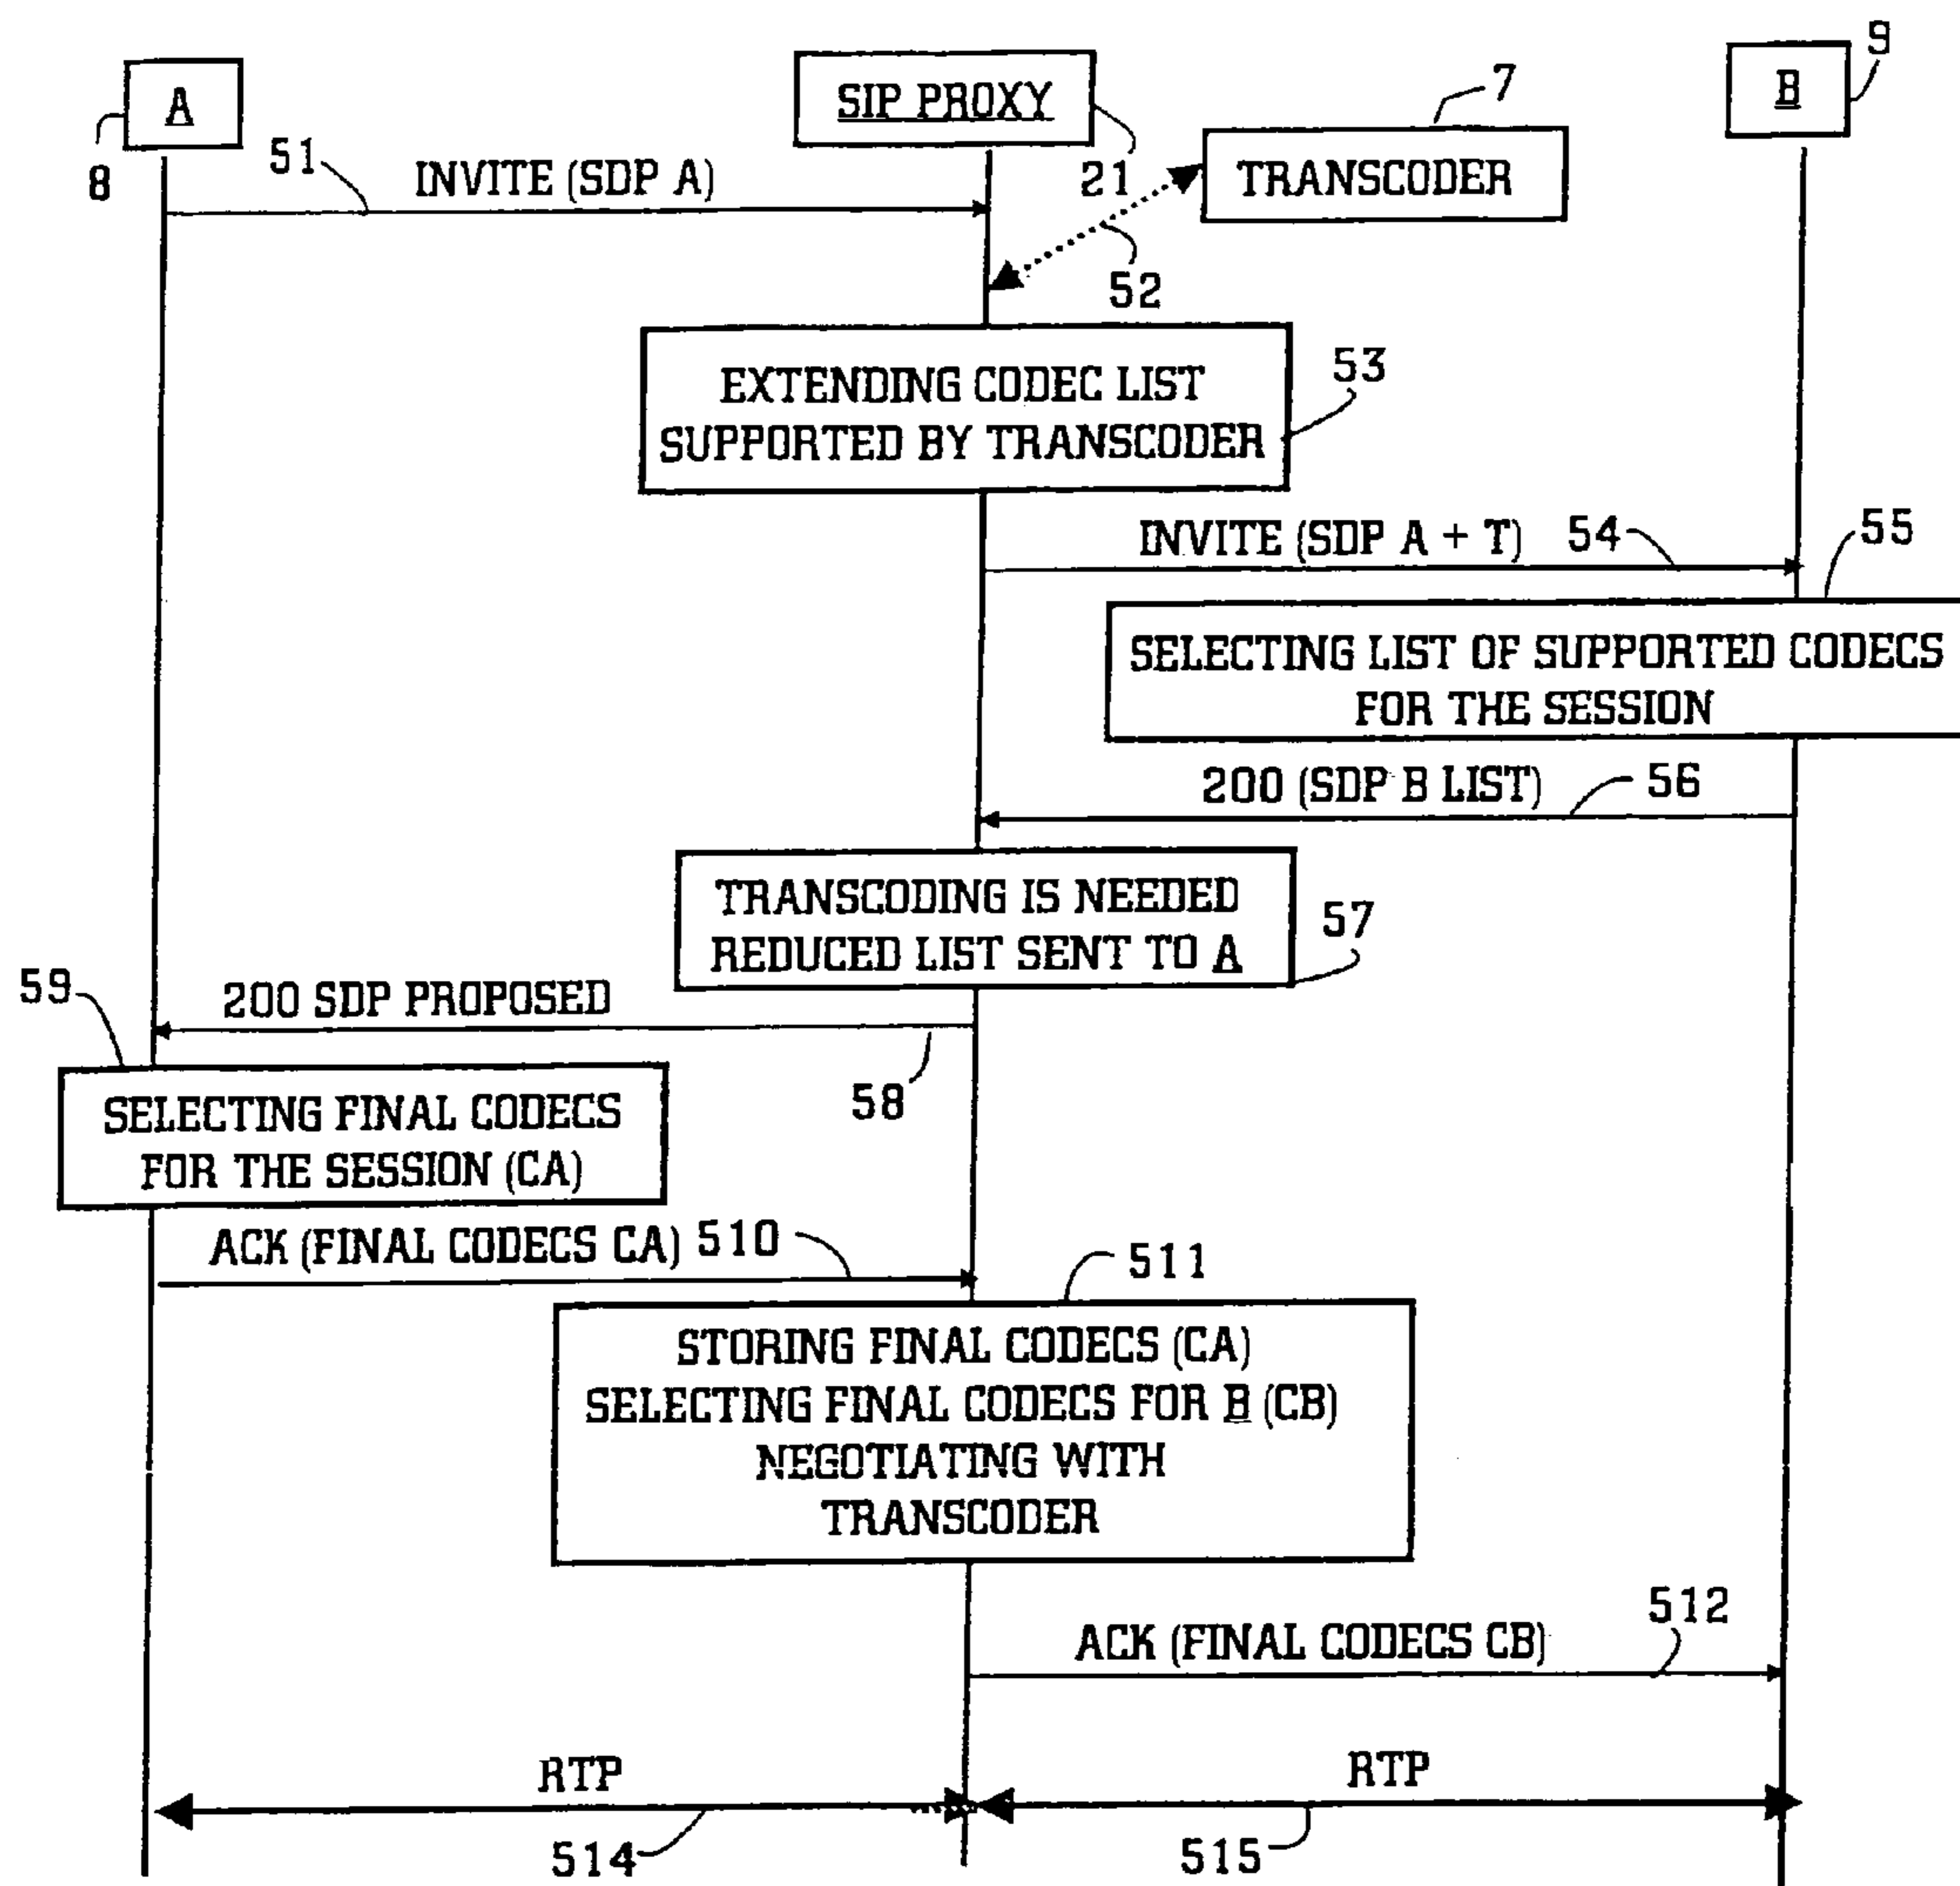 A
SIP PROXY
B
9
8
21
7
TRANSCODER
51
INVITE (SDP A)
52
EXTENDING CODEC LIST
SUPPORTED BY TRANSCODER
53
INVITE (SDP A + T)
54
55
SELECTING LIST OF SUPPORTED CODECS
FOR THE SESSION
200 (SDP B LIST)
56
TRANSCODING IS NEEDED
REDUCED LIST SENT TO A
57
59
200 SDP PROPOSED
58
SELECTING FINAL CODECS
FOR THE SESSION (CA)
ACK (FINAL CODECS CA)
510
511
STORING FINAL CODECS (CA)
SELECTING FINAL CODECS FOR B (CB)
NEGOTIATING WITH
TRANSCODER
512
ACK (FINAL CODECS CB)
RTP
RTP
514
515